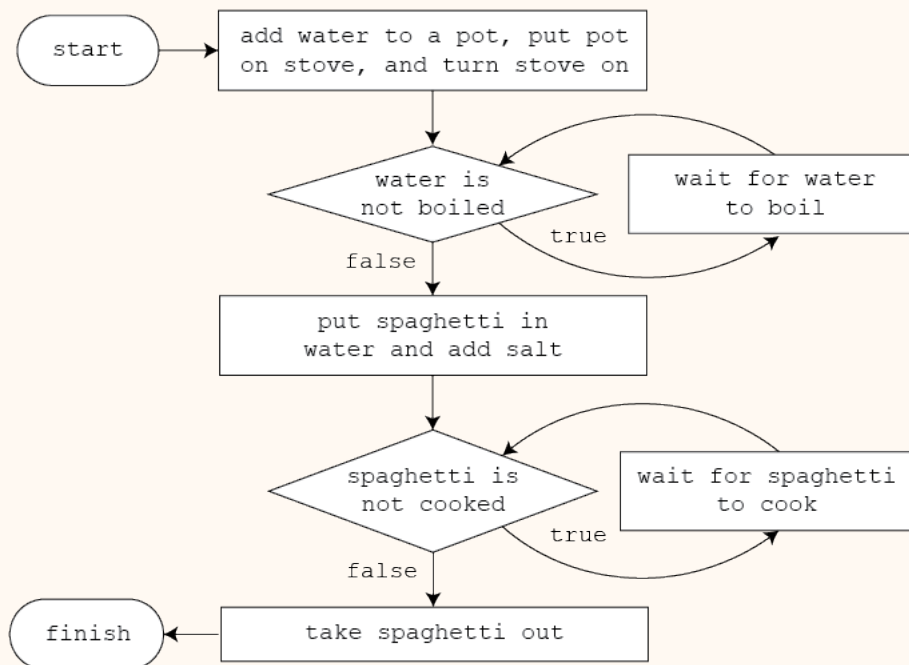 start
add water to a pot, put pot
on stove, and turn stove on
water is
not boiled
wait for water
to boil
true
false
put spaghetti in
water and add salt
spaghetti is
not cooked
wait for spaghetti
to cook
true
false
take spaghetti out
finish